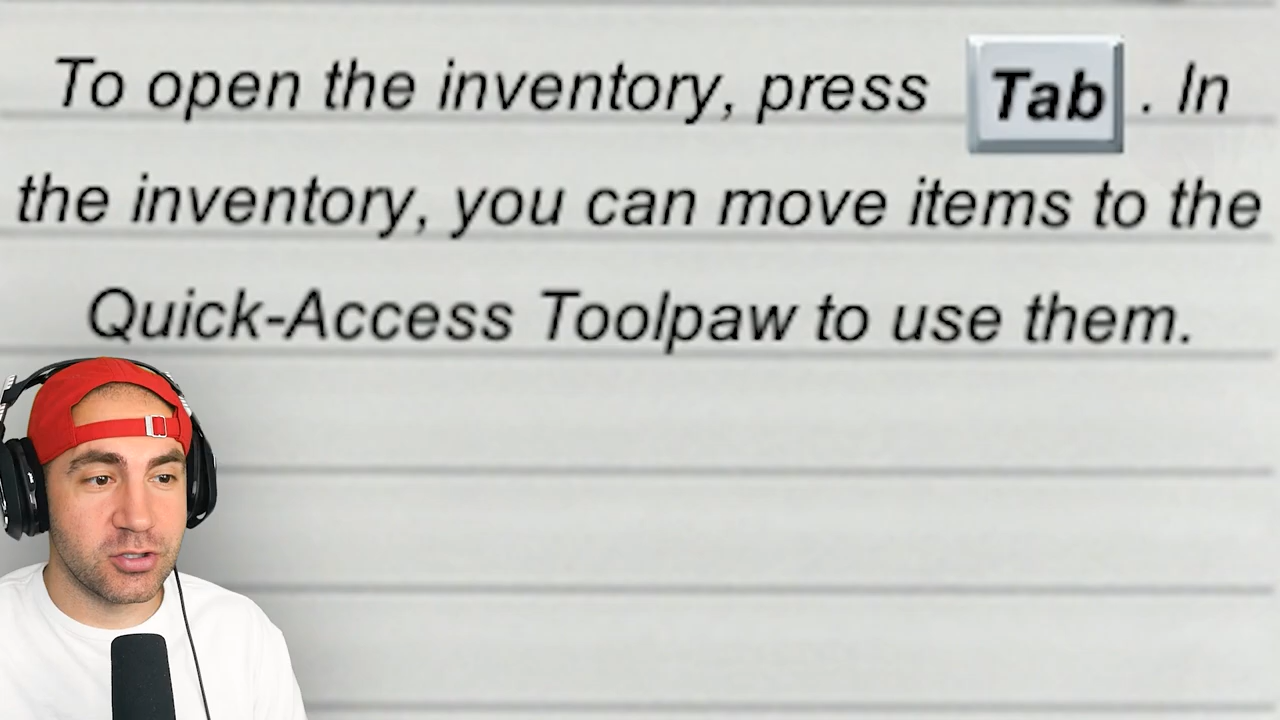 To open the inventory, press Tab . In
the inventory, you can move items to the
Quick-Access Toolpaw to use them.